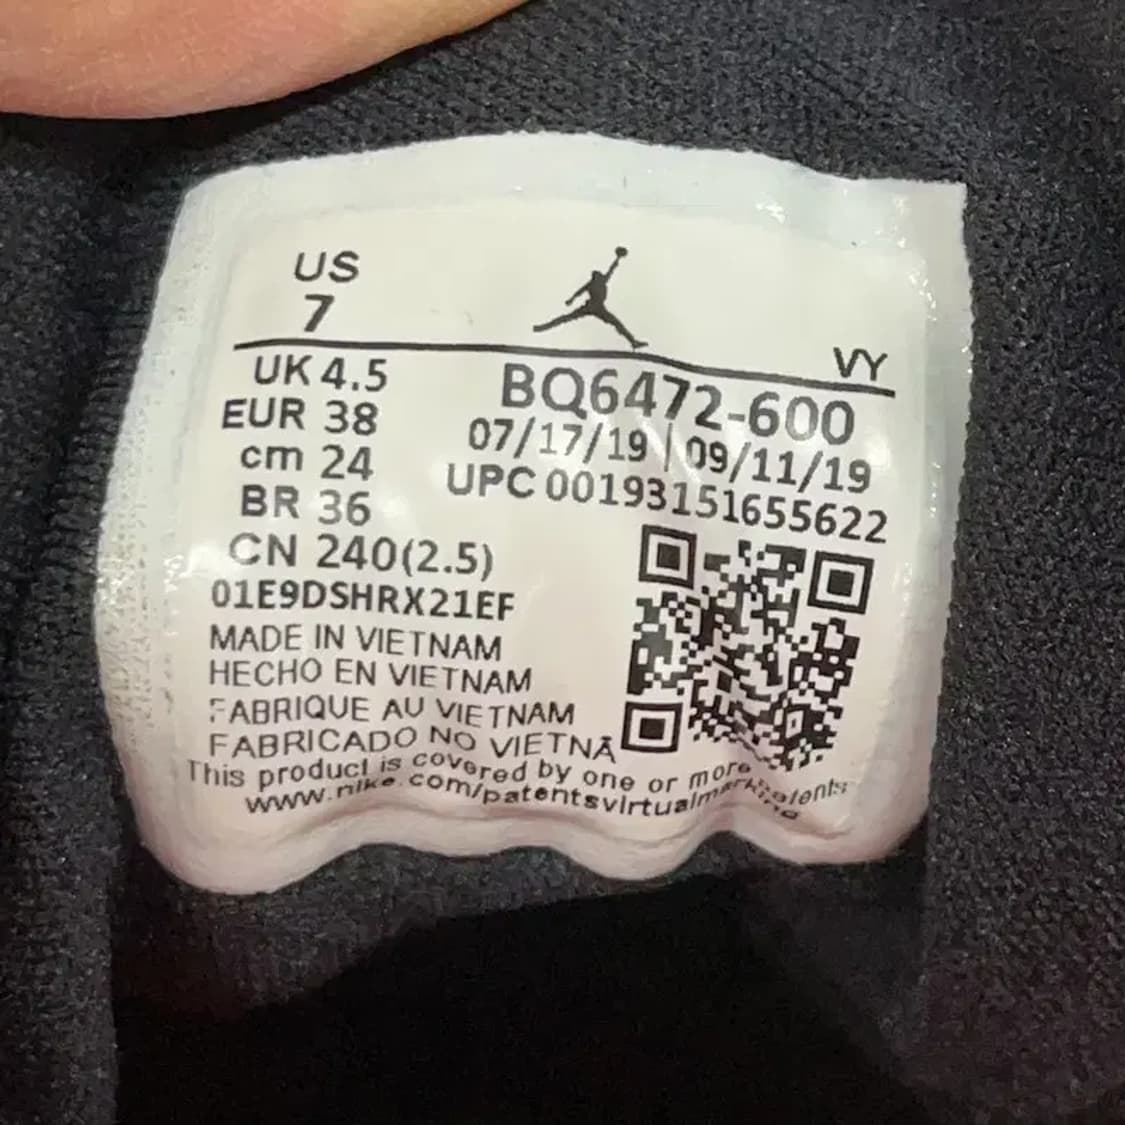 US
7
VY
UK 4.5
EUR 38
cm 24
BR 36
CN 240(2.5)
01E9DSHRX21EF
BQ6472-600
07/17/19 | 09/11/19
UPC 00193151655622
MADE IN VIETNAM
HECHO EN VIETNAM
FABRIQUE AU VIETNAM
FABRICADO NO VIETNÃ
This product is covered by one or more patents
www.nike.com/patentsvirtualmarking